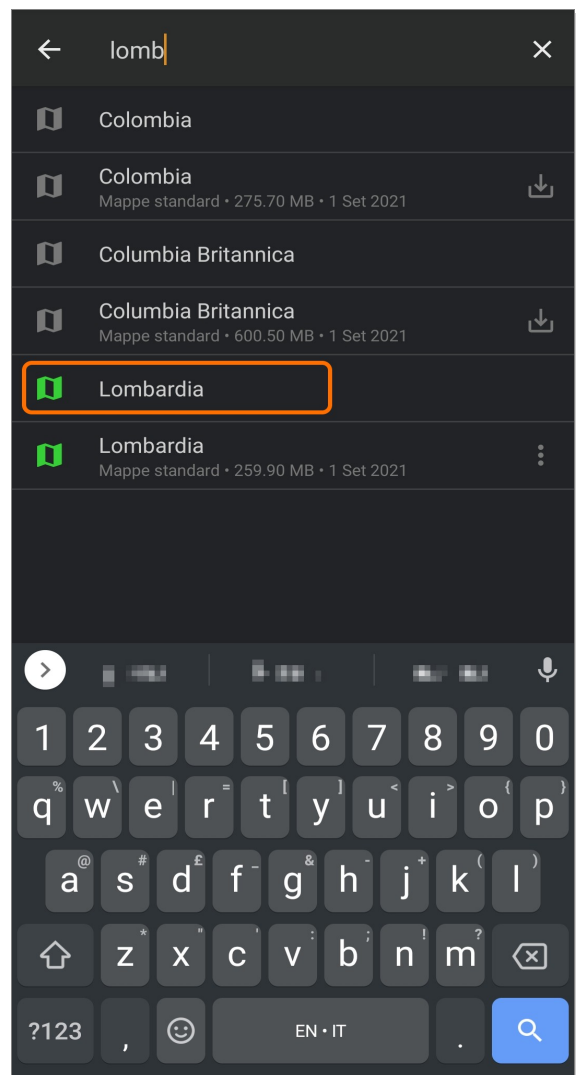 lomb
Colombia
Colombia
Mappe standard • 275.70 MB • 1 Set 2021
Columbia Britannica
Columbia Britannica
Mappe standard • 600.50 MB • 1 Set 2021
Lombardia
Lombardia
Mappe standard • 259.90 MB • 1 Set 2021
1 2 3 4 5 6 7 8 9 0
% \ | = [ ] < > { }
q w e r t y u i o p
@ # £ _ & - + ( )
a s d f g h j k l
* " ' : ; ! ?
z x c v b n m
?123 , EN • IT .